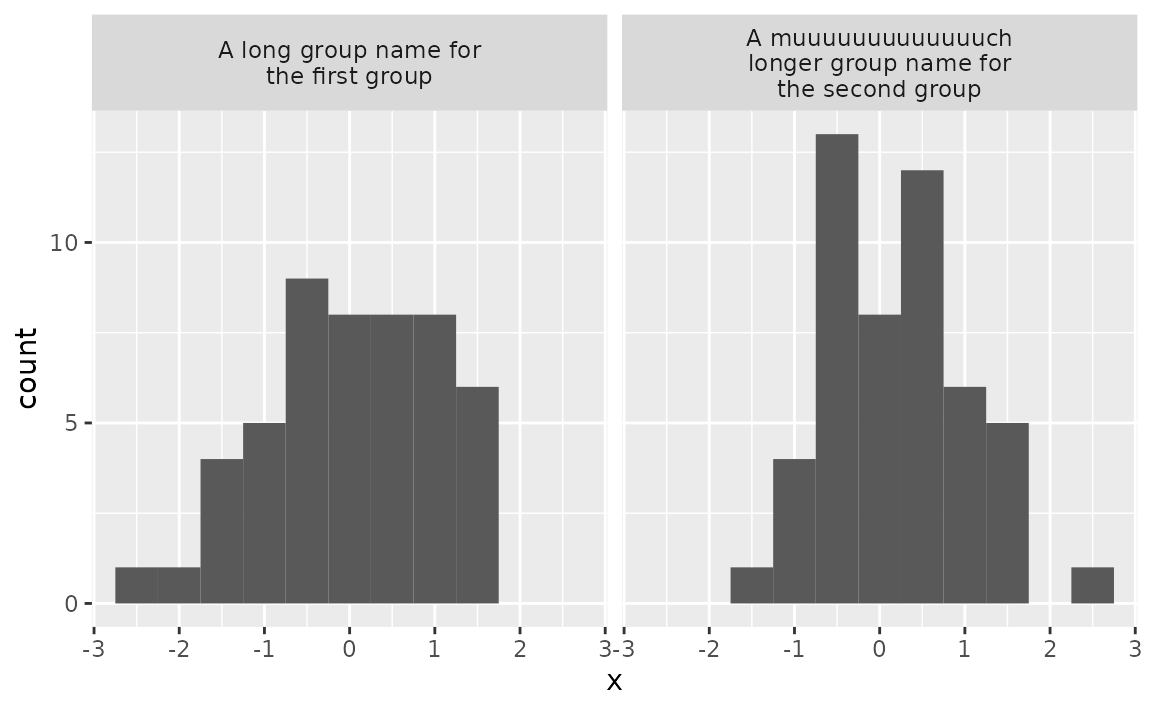 A long group name for
the first group
A muuuuuuuuuuuuuch
longer group name for
the second group
10
5
0
count
-3 -2 -1 0 1 2 3
-3 -2 -1 0 1 2 3
x